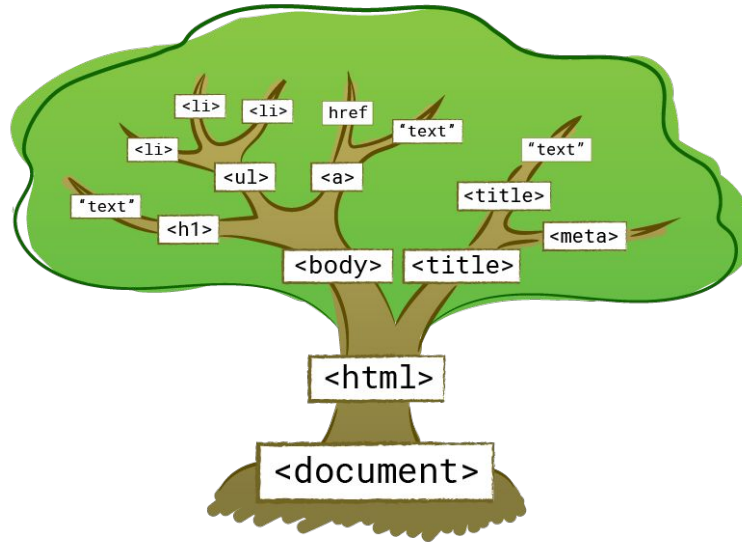 <li>
<li>
href
"text"
<li>
"text"
<ul>
<a>
<title>
"text"
<h1>
<meta>
<body>
<title>
<html>
<document>